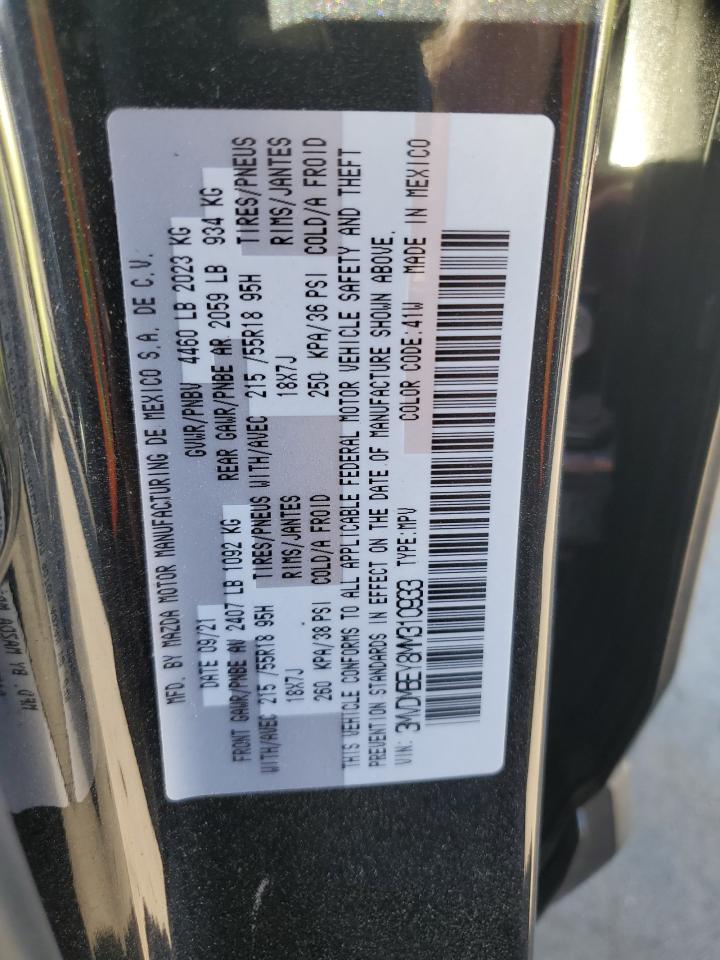 MFD. BY MAZDA MOTOR MANUFACTURING DE MEXICO S.A. DE C.V.
DATE 09/21 GVWR/PNBV 4460 LB 2023 KG
FRONT GAWR/PNBE AV 2407 LB 1092 KG REAR GAWR/PNBE AR 2059 LB 934 KG
WITH/AVEC 215 /55R18 95H TIRES/PNEUS WITH/AVEC 215 /55R18 95H TIRES/PNEUS
18X7J RIMS/JANTES 18X7J RIMS/JANTES
260 KPA/38 PSI COLD/A FROID 250 KPA/36 PSI COLD/A FROID
THIS VEHICLE CONFORMS TO ALL APPLICABLE FEDERAL MOTOR VEHICLE SAFETY AND THEFT
PREVENTION STANDARDS IN EFFECT ON THE DATE OF MANUFACTURE SHOWN ABOVE.
VIN: 3MVDMBEY8NM310933 TYPE:MPV COLOR CODE:41W MADE IN MEXICO